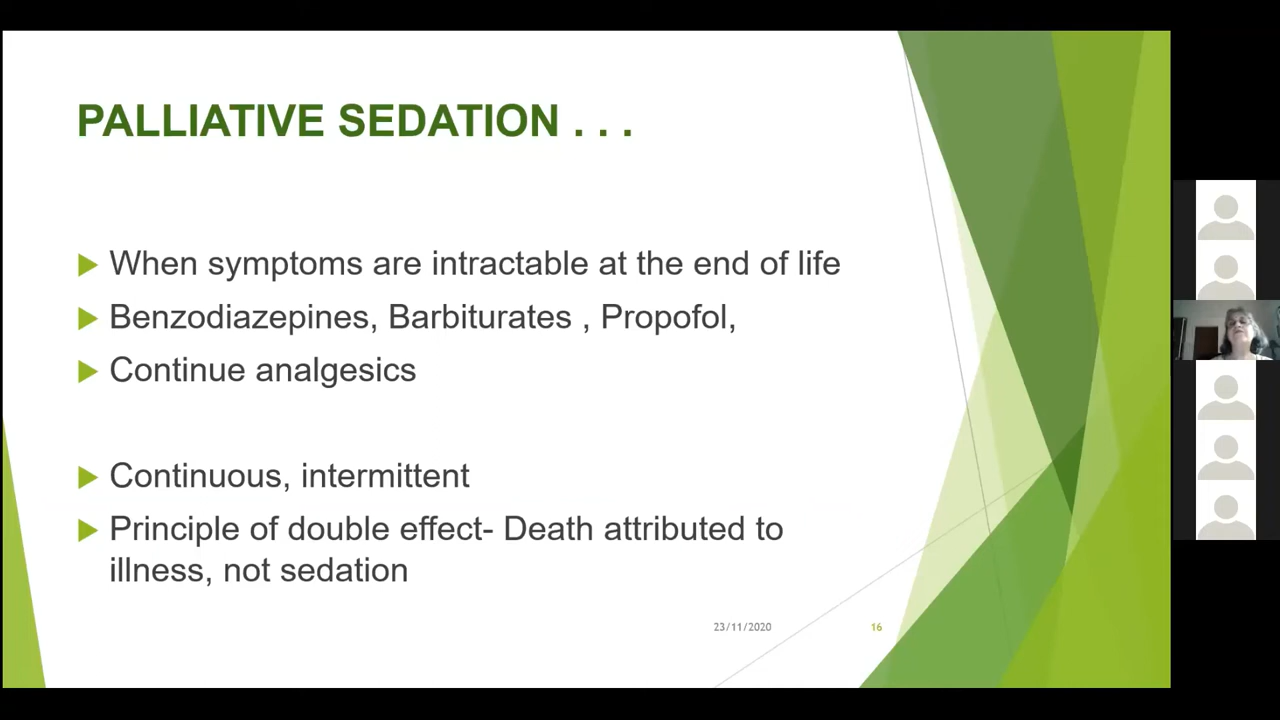 PALLIATIVE SEDATION . . .
When symptoms are intractable at the end of life
Benzodiazepines, Barbiturates , Propofol,
Continue analgesics
Continuous, intermittent
Principle of double effect- Death attributed to
illness, not sedation
23/11/2020
16